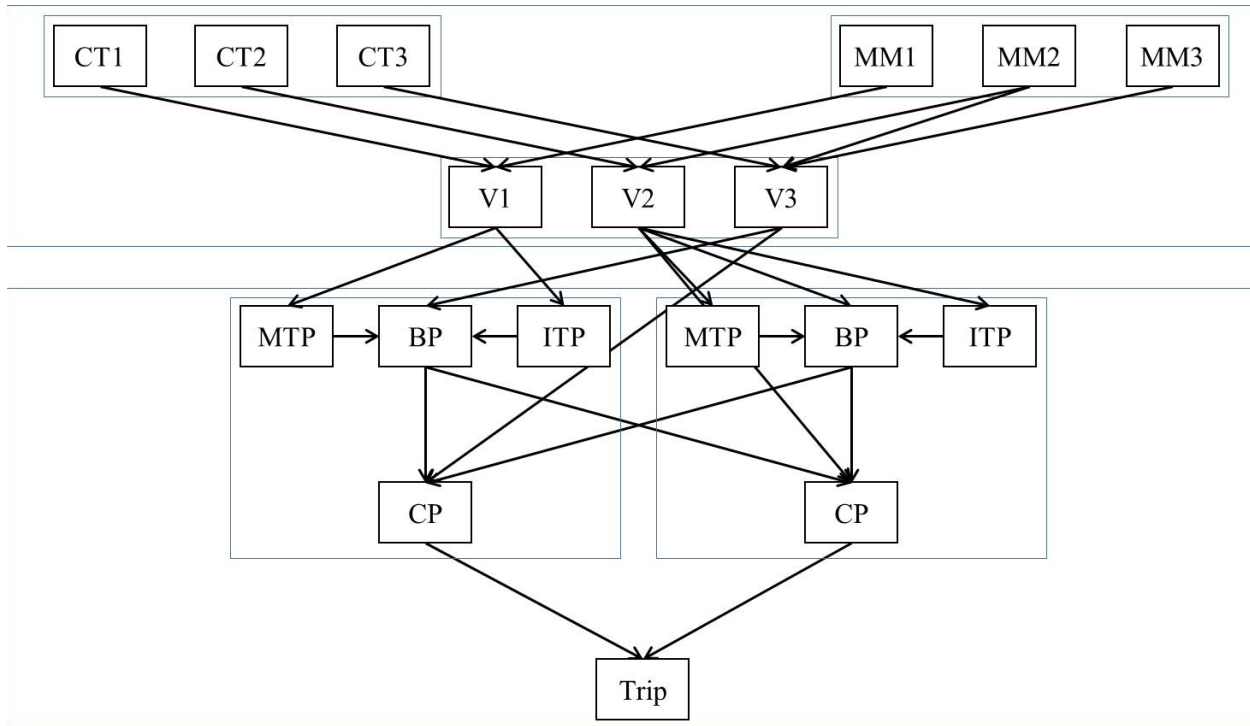 CT1 CT2 CT3 MM1 MM2 MM3
V1 V2 V3
MTP BP ITP MTP BP ITP
CP CP
Trip